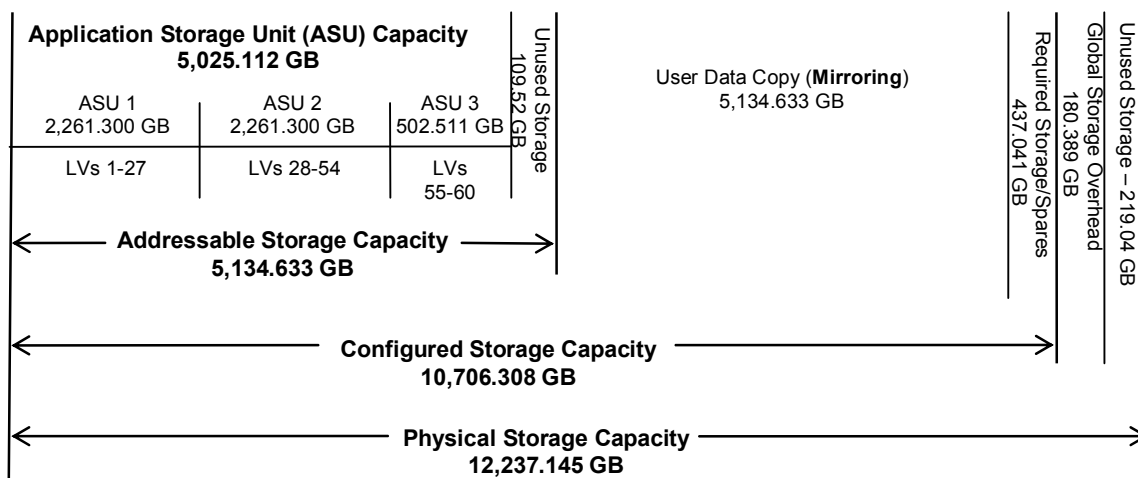 Application Storage Unit (ASU) Capacity
5,025.112 GB
ASU 1
2,261.300 GB
ASU 2
2,261.300 GB
ASU 3
502.511 GB
LVs 1-27
LVs 28-54
LVs
55-60
Unused Storage
109.52 GB
User Data Copy (Mirroring)
5,134.633 GB
Required Storage/Spares
437.041 GB
Global Storage Overhead
180.389 GB
Unused Storage – 219.04 GB
Addressable Storage Capacity
5,134.633 GB
Configured Storage Capacity
10,706.308 GB
Physical Storage Capacity
12,237.145 GB